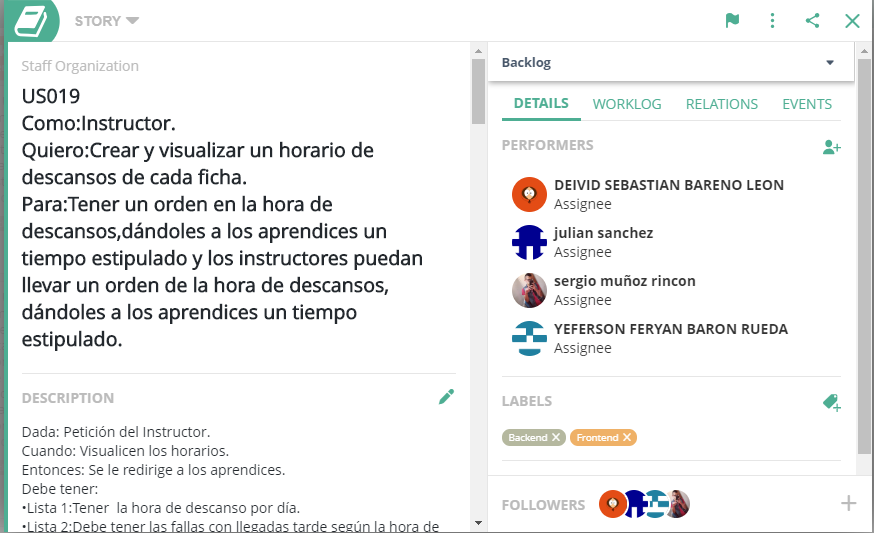 STORY
Staff Organization
US019
Como:Instructor.
Quiero:Crear y visualizar un horario de
descansos de cada ficha.
Para:Tener un orden en la hora de
descansos,dándoles a los aprendices un
tiempo estipulado y los instructores puedan
llevar un orden de la hora de descansos,
dándoles a los aprendices un tiempo
estipulado.
DESCRIPTION
Dada: Petición del Instructor.
Cuando: Visualicen los horarios.
Entonces: Se le redirige a los aprendices.
Debe tener:
•Lista 1:Tener  la hora de descanso por día.
•Lista 2:Debe tener las fallas con llegadas tarde según la hora de
Backlog
DETAILS WORKLOG RELATIONS EVENTS
PERFORMERS
DEIVID SEBASTIAN BARENO LEON
Assignee
julian sanchez
Assignee
sergio muñoz rincon
Assignee
YEFERSON FERYAN BARON RUEDA
Assignee
LABELS
Backend X Frontend X
FOLLOWERS